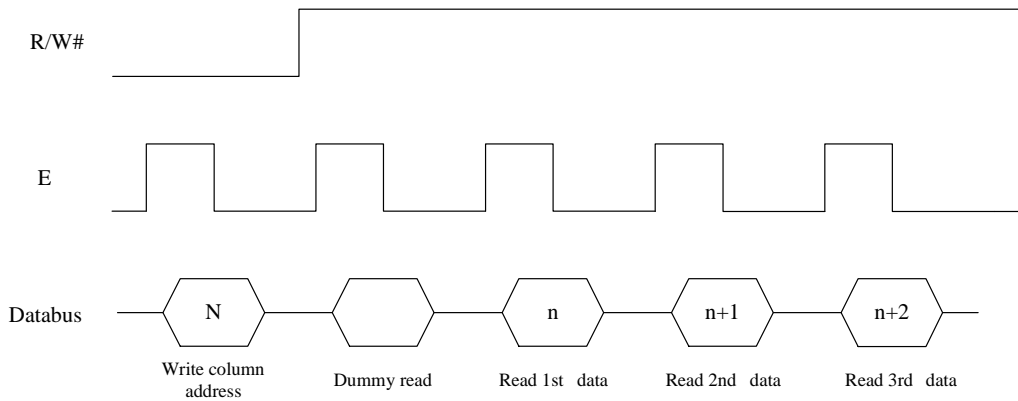 R/W#
E
Databus
N
n
n+1
n+2
Write column
address
Dummy read
Read 1st data
Read 2nd data
Read 3rd data